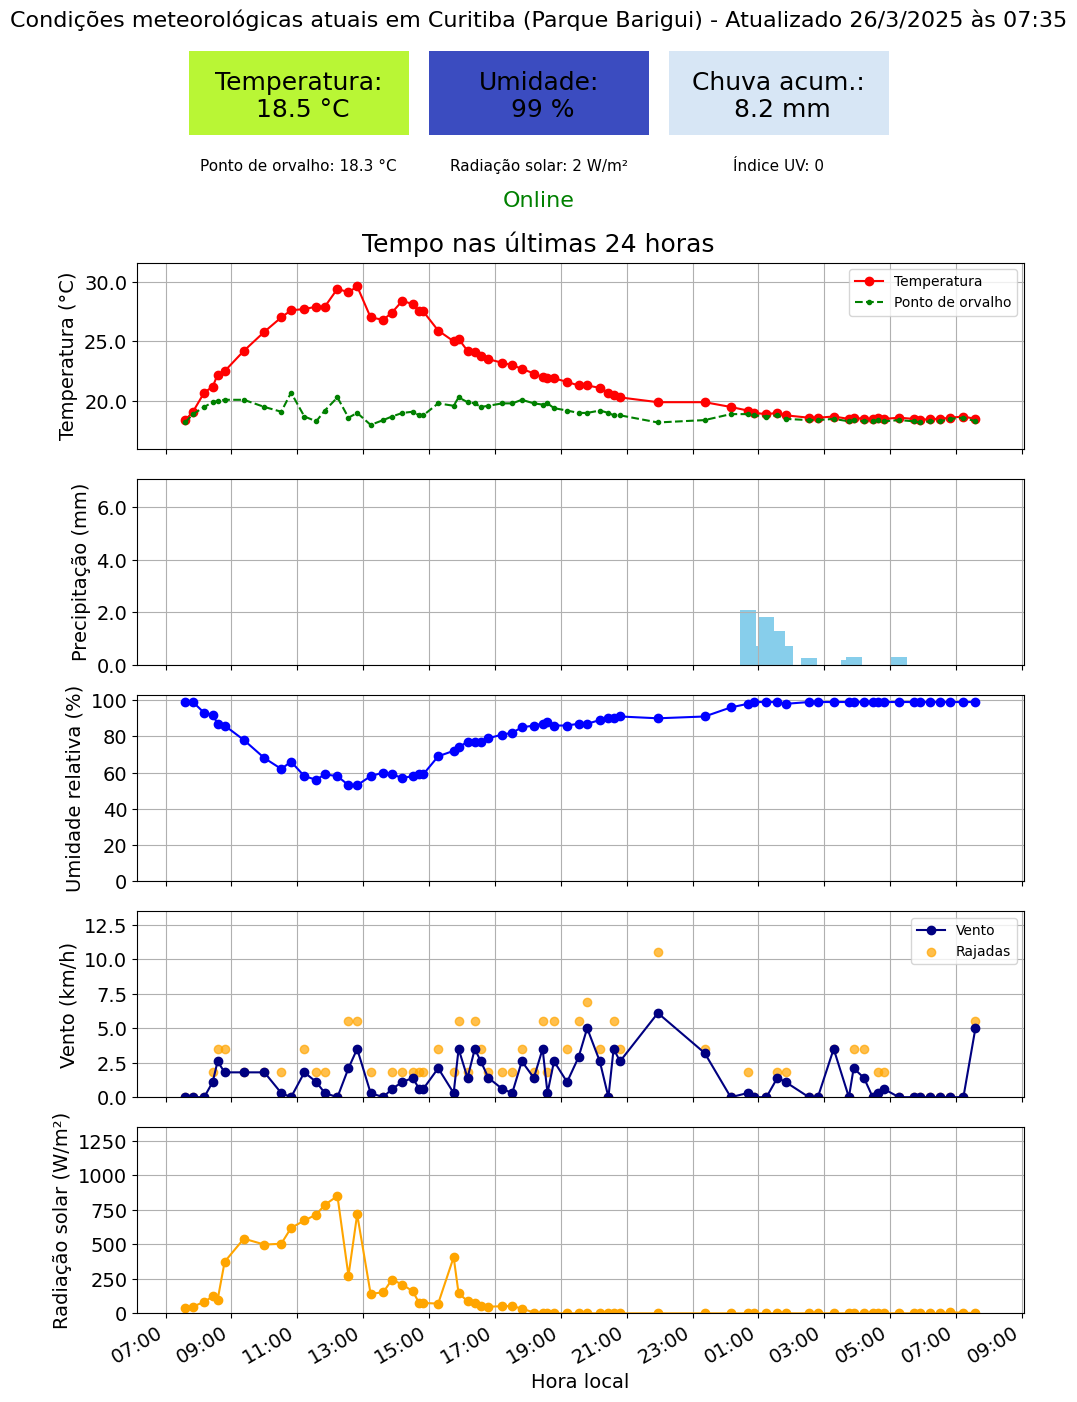 Condições meteorológicas atuais em Curitiba (Parque Barigui) - Atualizado 26/3/2025 às 07:35
Temperatura:
18.5 °C
Umidade:
99 %
Chuva acum.:
8.2 mm
Ponto de orvalho: 18.3 °C
Radiação solar: 2 W/m²
Índice UV: 0
Online
Tempo nas últimas 24 horas
Temperatura (°C)
30.0
25.0
20.0
Temperatura
Ponto de orvalho
Precipitação (mm)
6.0
4.0
2.0
0.0
Umidade relativa (%)
100
80
60
40
20
0
Vento (km/h)
12.5
10.0
7.5
5.0
2.5
0.0
Vento
Rajadas
Radiação solar (W/m²)
1250
1000
750
500
250
0
07:00
09:00
11:00
13:00
15:00
17:00
19:00
21:00
23:00
01:00
03:00
05:00
07:00
09:00
Hora local